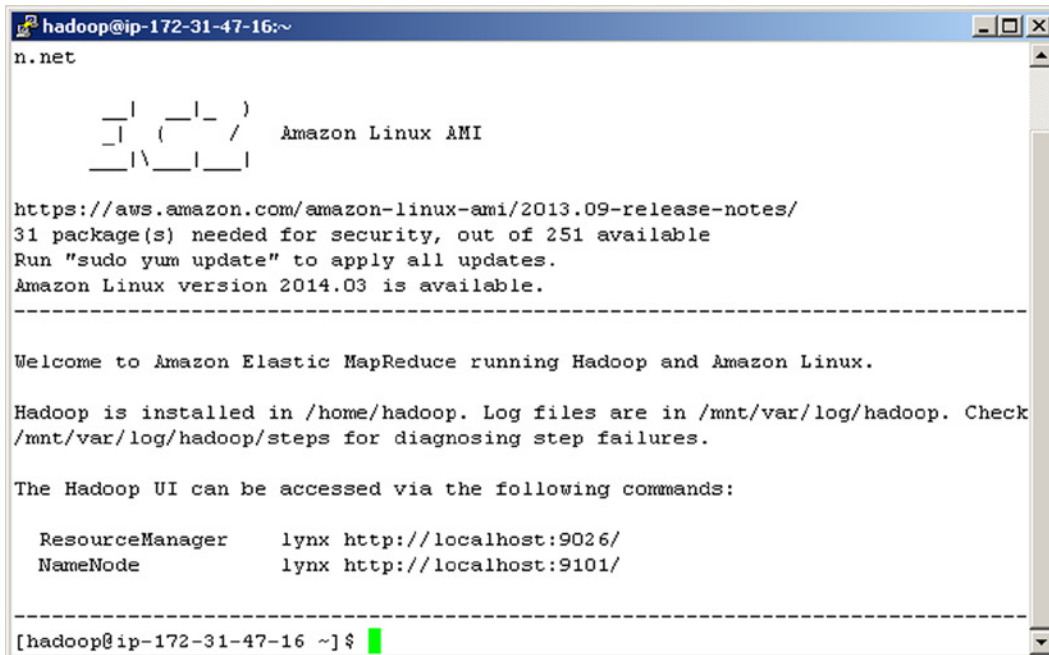 hadoop@ip-172-31-47-16:~
n.net
       __|  __|_  )
       _|  (     /   Amazon Linux AMI
      ___|\___|___|
https://aws.amazon.com/amazon-linux-ami/2013.09-release-notes/
31 package(s) needed for security, out of 251 available
Run "sudo yum update" to apply all updates.
Amazon Linux version 2014.03 is available.
--------------------------------------------------------------------------------
Welcome to Amazon Elastic MapReduce running Hadoop and Amazon Linux.
Hadoop is installed in /home/hadoop. Log files are in /mnt/var/log/hadoop. Check
/mnt/var/log/hadoop/steps for diagnosing step failures.
The Hadoop UI can be accessed via the following commands:
  ResourceManager    lynx http://localhost:9026/
  NameNode           lynx http://localhost:9101/
--------------------------------------------------------------------------------
[hadoop@ip-172-31-47-16 ~]$